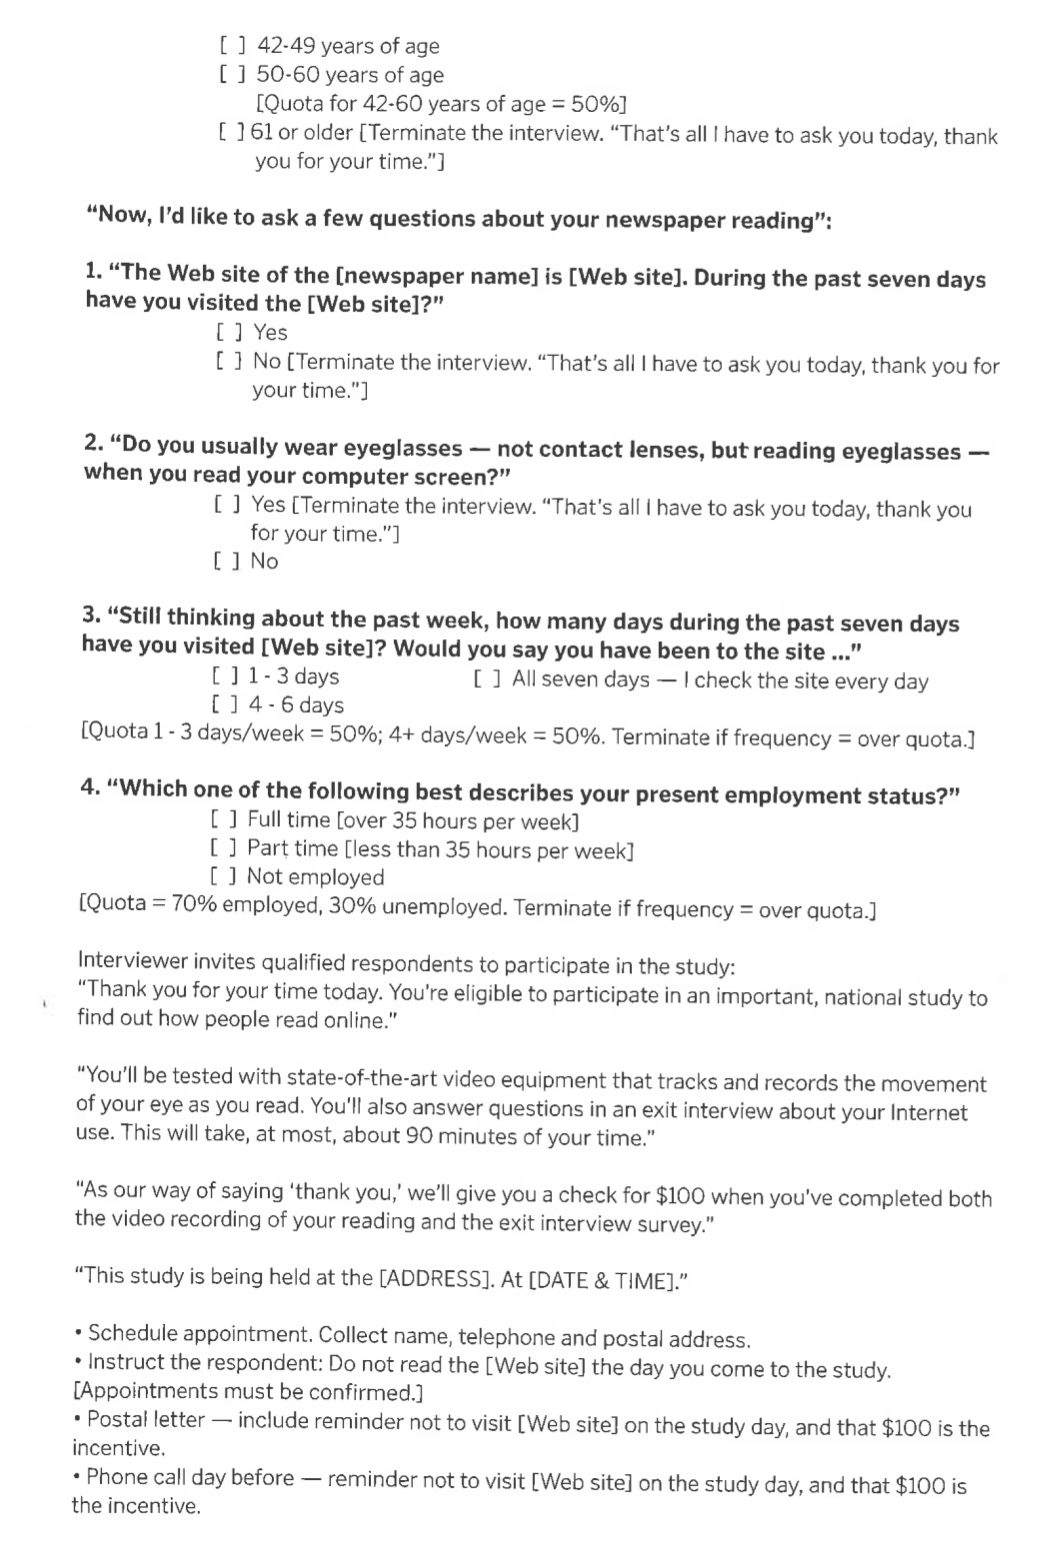 [ ] 42-49 years of age
[ ] 50-60 years of age
[Quota for 42-60 years of age = 50%]
[ ] 61 or older [Terminate the interview. “That's all I have to ask you today, thank
you for your time.”]
“Now, I'd like to ask a few questions about your newspaper reading”:
1. “The Web site of the [newspaper name] is [Web site]. During the past seven days
have you visited the [Web site]?”
[ ] Yes
[ ] No [Terminate the interview. “That's all I have to ask you today, thank you for
your time.”]
2. “Do you usually wear eyeglasses — not contact lenses, but reading eyeglasses —
when you read your computer screen?”
[ ] Yes [Terminate the interview. “That's all I have to ask you today, thank you
for your time.”]
[ ] No
3. “Still thinking about the past week, how many days during the past seven days
have you visited [Web site]? Would you say you have been to the site ...”
[ ] 1 - 3 days [ ] All seven days — I check the site every day
[ ] 4 - 6 days
[Quota 1 - 3 days/week = 50%; 4+ days/week = 50%. Terminate if frequency = over quota.]
4. “Which one of the following best describes your present employment status?”
[ ] Full time [over 35 hours per week]
[ ] Part time [less than 35 hours per week]
[ ] Not employed
[Quota = 70% employed, 30% unemployed. Terminate if frequency = over quota.]
Interviewer invites qualified respondents to participate in the study:
“Thank you for your time today. You're eligible to participate in an important, national study to
find out how people read online.”
“You'll be tested with state-of-the-art video equipment that tracks and records the movement
of your eye as you read. You'll also answer questions in an exit interview about your Internet
use. This will take, at most, about 90 minutes of your time.”
“As our way of saying ‘thank you,’ we'll give you a check for $100 when you've completed both
the video recording of your reading and the exit interview survey.”
“This study is being held at the [ADDRESS]. At [DATE & TIME].”
• Schedule appointment. Collect name, telephone and postal address.
• Instruct the respondent: Do not read the [Web site] the day you come to the study.
[Appointments must be confirmed.]
• Postal letter — include reminder not to visit [Web site] on the study day, and that $100 is the
incentive.
• Phone call day before — reminder not to visit [Web site] on the study day, and that $100 is
the incentive.